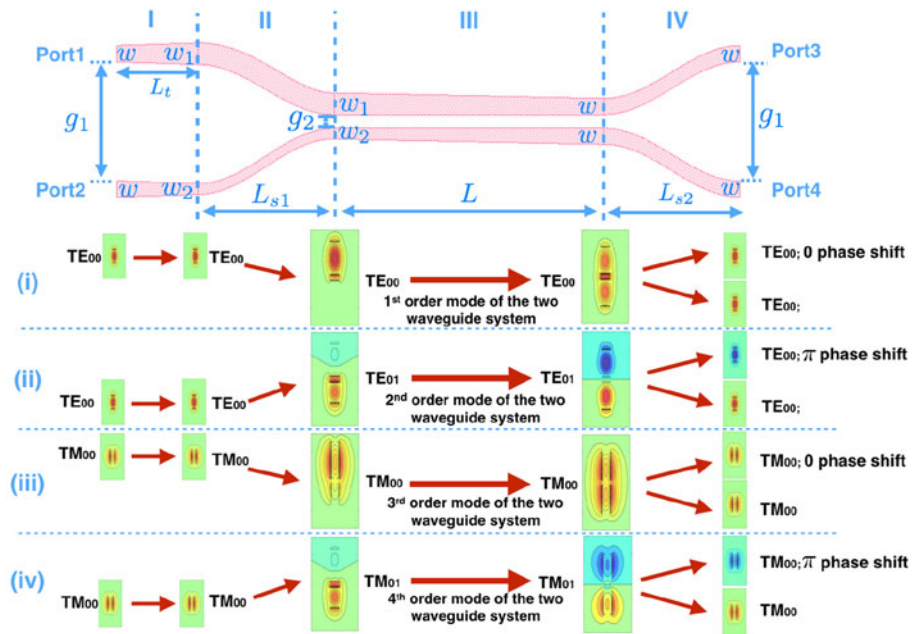 I II III IV
Port1 w w₁ w₁ w w Port3
Lₜ
g₁ g₂ g₁
w₂
Port2 w w₂ w Port4
Lₛ₁ L Lₛ₂
(i) TE₀₀ TE₀₀ TE₀₀ TE₀₀ TE₀₀; 0 phase shift
1ˢᵗ order mode of the two
waveguide system
TE₀₀;
(ii) TE₀₀ TE₀₀ TE₀₁ TE₀₁ TE₀₀; π phase shift
2ⁿᵈ order mode of the two
waveguide system
TE₀₀;
(iii) TM₀₀ TM₀₀ TM₀₀ TM₀₀ TM₀₀; 0 phase shift
3ʳᵈ order mode of the two
waveguide system
TM₀₀
(iv) TM₀₀ TM₀₀ TM₀₁ TM₀₁ TM₀₀; π phase shift
4ᵗʰ order mode of the two
waveguide system
TM₀₀